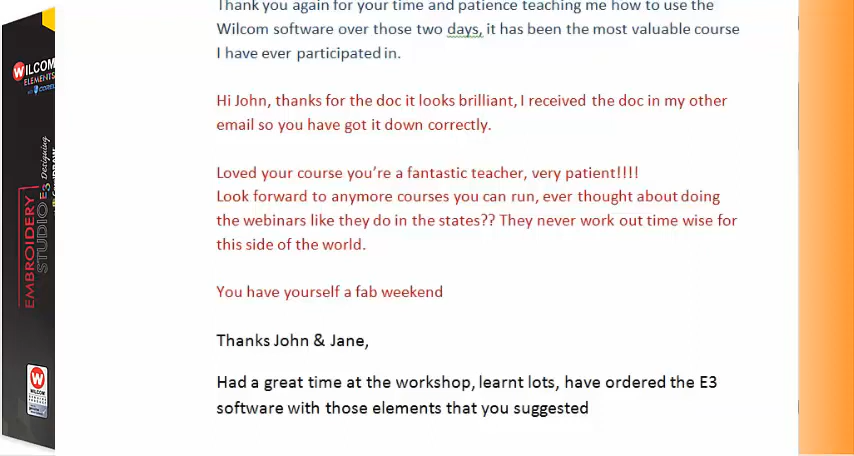 Thank you again for your time and patience teaching me how to use the
Wilcom software over those two days, it has been the most valuable course
I have ever participated in.
Hi John, thanks for the doc it looks brilliant, I received the doc in my other
email so you have got it down correctly.
Loved your course you're a fantastic teacher, very patient!!!!
Look forward to anymore courses you can run, ever thought about doing
the webinars like they do in the states?? They never work out time wise for
this side of the world.
You have yourself a fab weekend
Thanks John & Jane,
Had a great time at the workshop, learnt lots, have ordered the E3
software with those elements that you suggested
WILCOM
ELEMENTS
EMBROIDERY
STUDIO E3 Designing
WILCOM